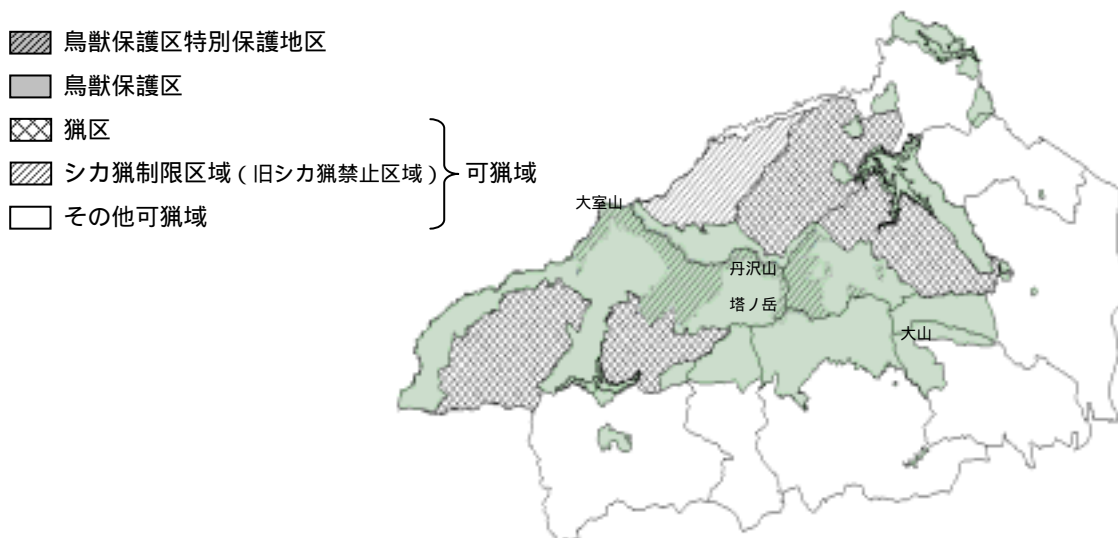 鳥獣保護区特別保護地区
鳥獣保護区
猟区
シカ猟制限区域（旧シカ猟禁止区域）
可猟域
その他可猟域
大室山
丹沢山
塔ノ岳
大山